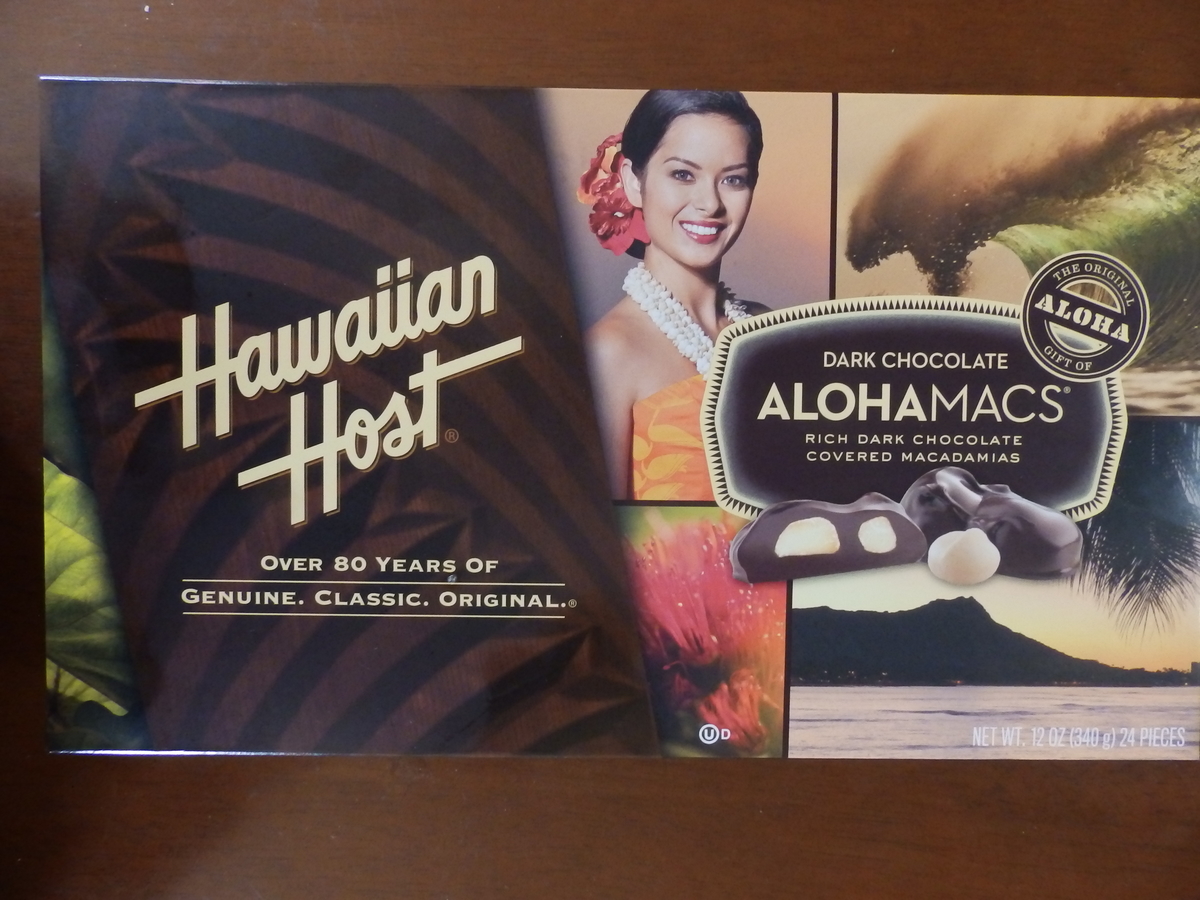 Hawaiian
Host®
OVER 80 YEARS OF
GENUINE. CLASSIC. ORIGINAL.®
THE ORIGINAL
ALOHA
GIFT OF
DARK CHOCOLATE
ALOHAMACS®
RICH DARK CHOCOLATE
COVERED MACADAMIAS
U D
NET WT. 12 OZ (340 g) 24 PIECES